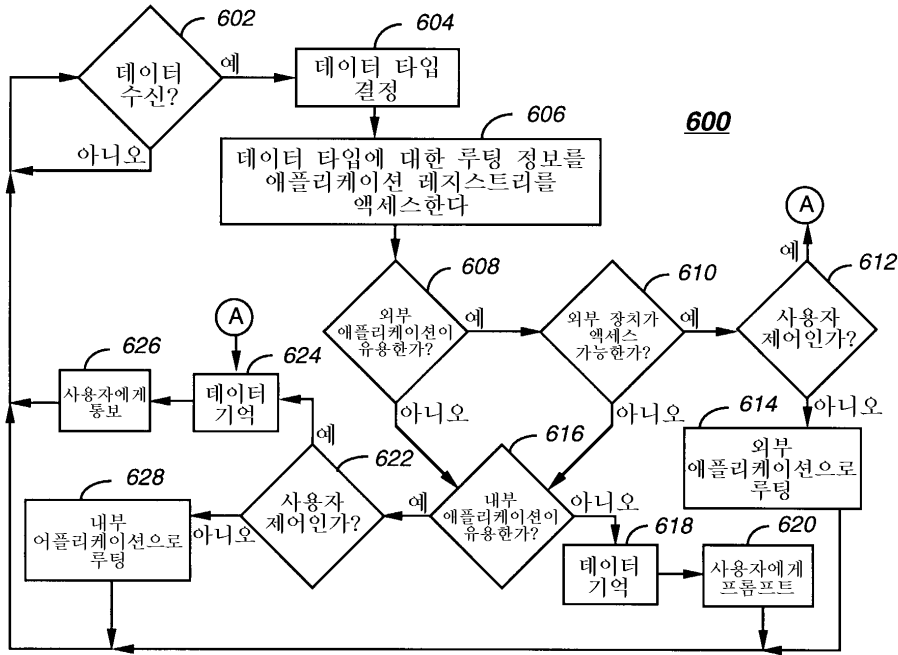 602
데이터
수신?
예
아니오
604
데이터 타입
결정
606
데이터 타입에 대한 루팅 정보를
애플리케이션 레지스트리를
액세스한다
600
608
외부
애플리케이션이
유용한가?
예
아니오
610
외부 장치가
액세스
가능한가?
예
아니오
A
예
612
사용자
제어인가?
아니오
614
외부
애플리케이션으로
루팅
A
626
사용자에게
통보
624
데이터
기억
예
622
사용자
제어인가?
아니오
예
616
내부
애플리케이션이
유용한가?
아니오
628
내부
어플리케이션으로
루팅
618
데이터
기억
620
사용자에게
프롬프트